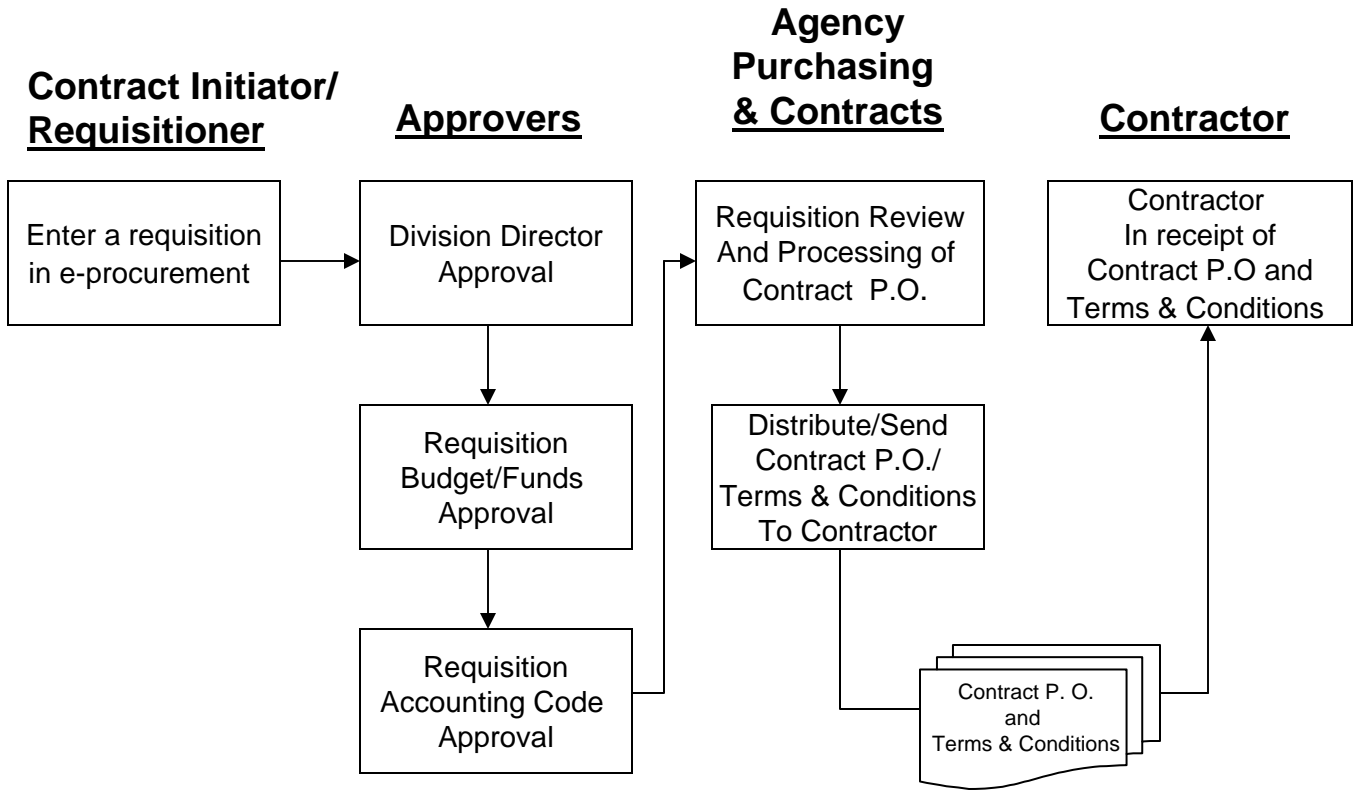 Contract Initiator/
Requisitioner
Approvers
Agency
Purchasing
& Contracts
Contractor
Enter a requisition
in e-procurement
Division Director
Approval
Requisition
Budget/Funds
Approval
Requisition
Accounting Code
Approval
Requisition Review
And Processing of
Contract P.O.
Distribute/Send
Contract P.O./
Terms & Conditions
To Contractor
Contract P. O.
and
Terms & Conditions
Contractor
In receipt of
Contract P.O and
Terms & Conditions